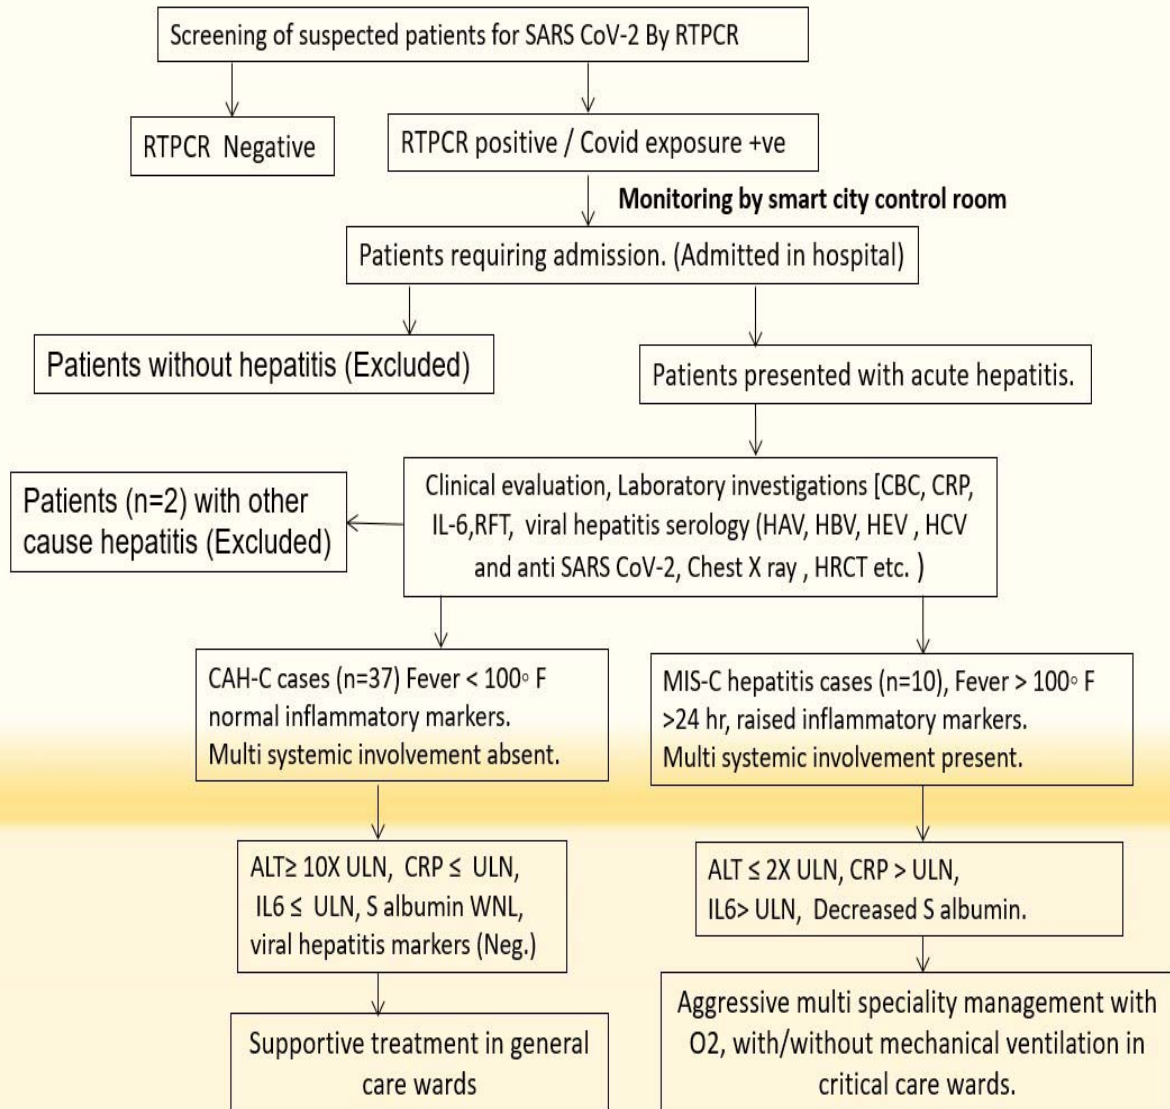 Screening of suspected patients for SARS CoV-2 By RTPCR
RTPCR Negative
RTPCR positive / Covid exposure +ve
Monitoring by smart city control room
Patients requiring admission. (Admitted in hospital)
Patients without hepatitis (Excluded)
Patients presented with acute hepatitis.
Patients (n=2) with other
cause hepatitis (Excluded)
Clinical evaluation, Laboratory investigations [CBC, CRP,
IL-6,RFT, viral hepatitis serology (HAV, HBV, HEV , HCV
and anti SARS CoV-2, Chest X ray , HRCT etc. )
CAH-C cases (n=37) Fever < 100◦ F
normal inflammatory markers.
Multi systemic involvement absent.
MIS-C hepatitis cases (n=10), Fever > 100◦ F
>24 hr, raised inflammatory markers.
Multi systemic involvement present.
ALT≥ 10X ULN, CRP ≤ ULN,
IL6 ≤ ULN, S albumin WNL,
viral hepatitis markers (Neg.)
ALT ≤ 2X ULN, CRP > ULN,
IL6> ULN, Decreased S albumin.
Supportive treatment in general
care wards
Aggressive multi speciality management with
O2, with/without mechanical ventilation in
critical care wards.